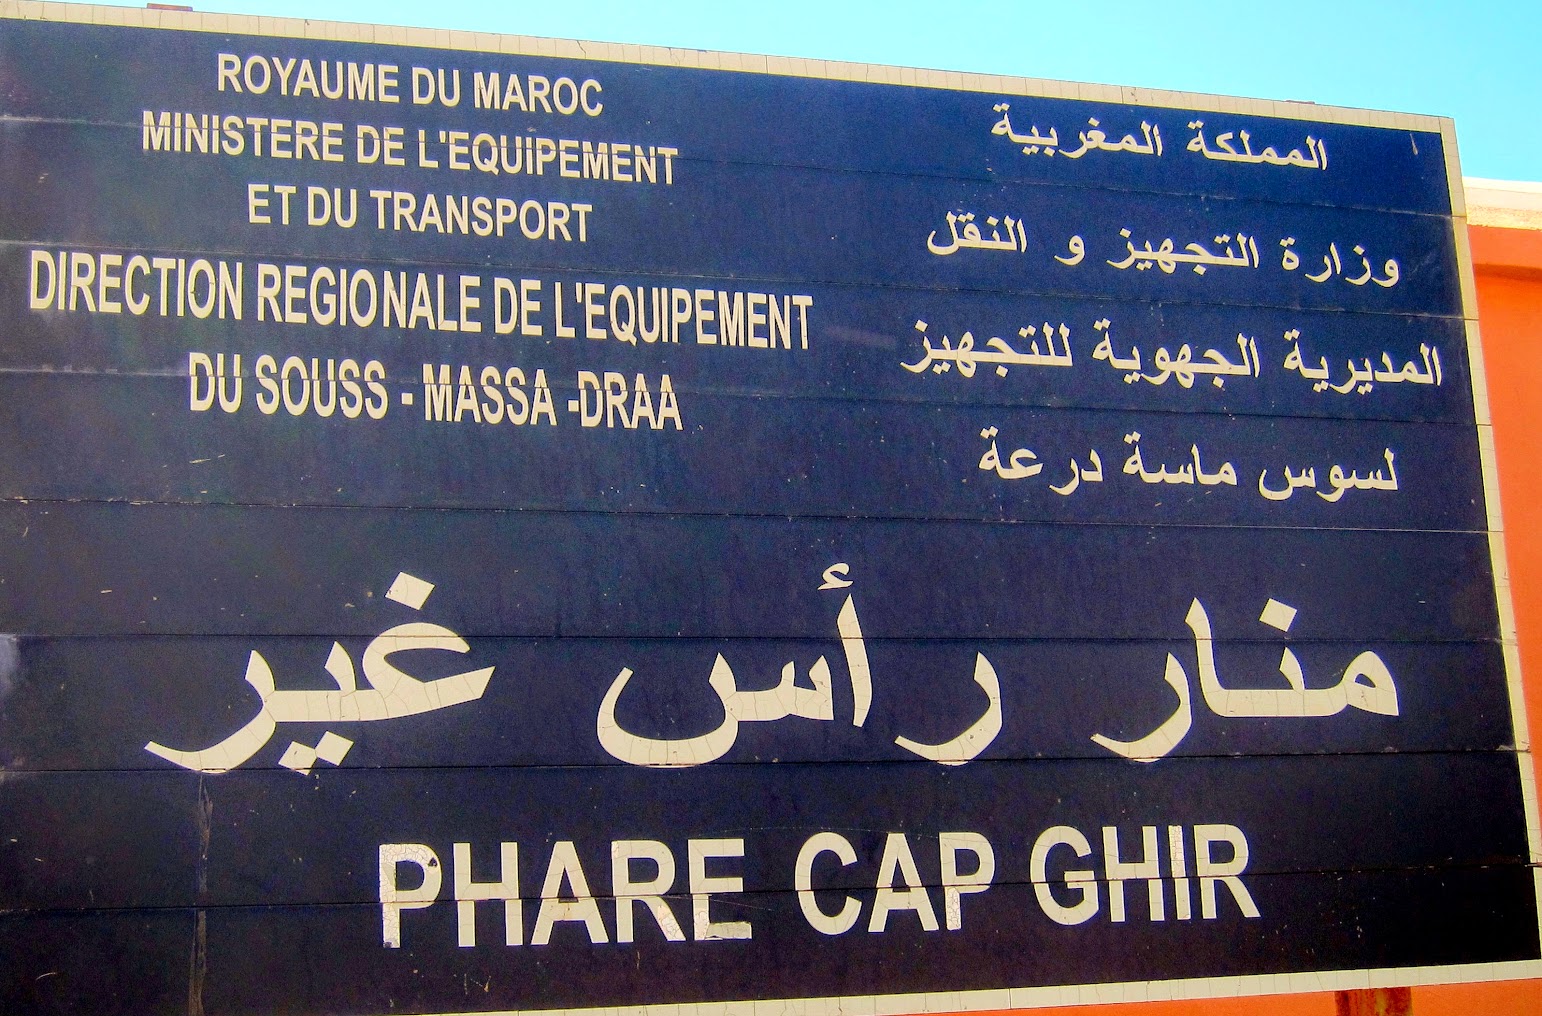 ROYAUME DU MAROC
MINISTERE DE L'EQUIPEMENT
ET DU TRANSPORT
DIRECTION REGIONALE DE L'EQUIPEMENT
DU SOUSS - MASSA -DRAA
المملكة المغربية
وزارة التجهيز و النقل
المديرية الجهوية للتجهيز
لسوس ماسة درعة
منار رأس غير
PHARE CAP GHIR